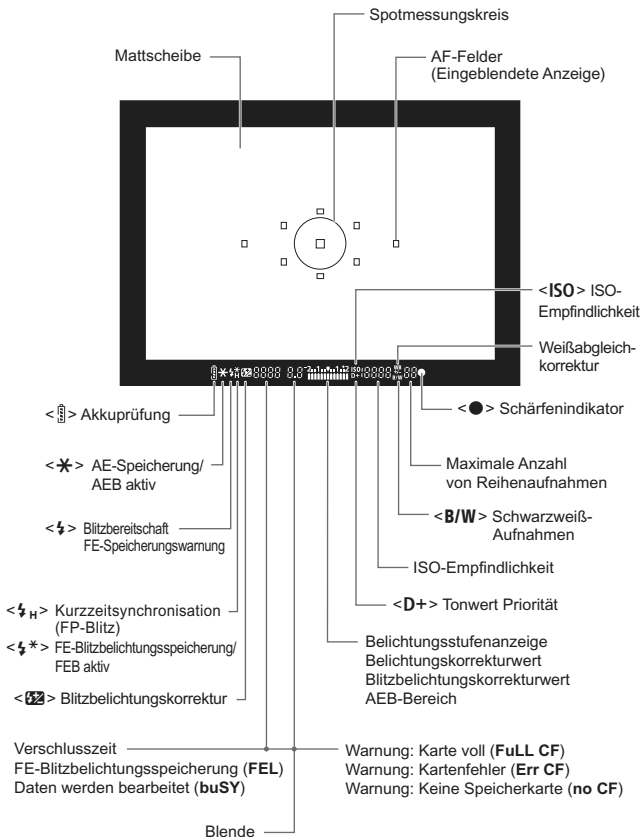 Spotmessungskreis
Mattscheibe
AF-Felder
(Eingeblendete Anzeige)
<ISO> ISO-
Empfindlichkeit
Weißabgleich-
korrektur
<●> Schärfenindikator
Maximale Anzahl
von Reihenaufnahmen
<B/W> Schwarzweiß-
Aufnahmen
ISO-Empfindlichkeit
<D+> Tonwert Priorität
Belichtungsstufenanzeige
Belichtungskorrekturwert
Blitzbelichtungskorrekturwert
AEB-Bereich
< > Akkuprüfung
<✱> AE-Speicherung/
AEB aktiv
<⚡> Blitzbereitschaft
FE-Speicherungswarnung
<⚡H> Kurzzeitsynchronisation
(FP-Blitz)
<⚡*> FE-Blitzbelichtungsspeicherung/
FEB aktiv
< > Blitzbelichtungskorrektur
Verschlusszeit
FE-Blitzbelichtungsspeicherung (FEL)
Daten werden bearbeitet (buSY)
Warnung: Karte voll (FuLL CF)
Warnung: Kartenfehler (Err CF)
Warnung: Keine Speicherkarte (no CF)
Blende